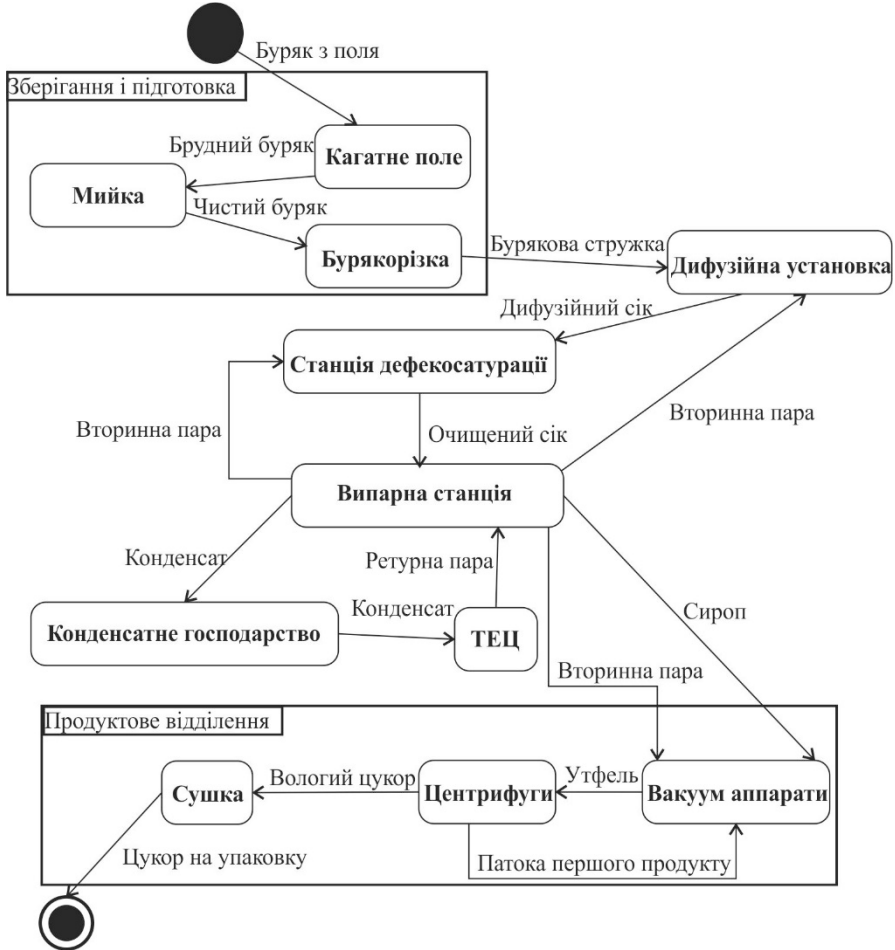 Буряк з поля
Зберігання і підготовка
Брудний буряк
Кагатне поле
Мийка
Чистий буряк
Бурякорізка
Бурякова стружка
Дифузійна установка
Дифузійний сік
Станція дефекосатурації
Вторинна пара
Очищений сік
Вторинна пара
Випарна станція
Конденсат
Ретурна пара
Конденсат
Сироп
Конденсатне господарство
ТЕЦ
Вторинна пара
Продуктове відділення
Сушка
Вологий цукор
Центрифуги
Утфель
Вакуум аппарати
Цукор на упаковку
Патока першого продукту